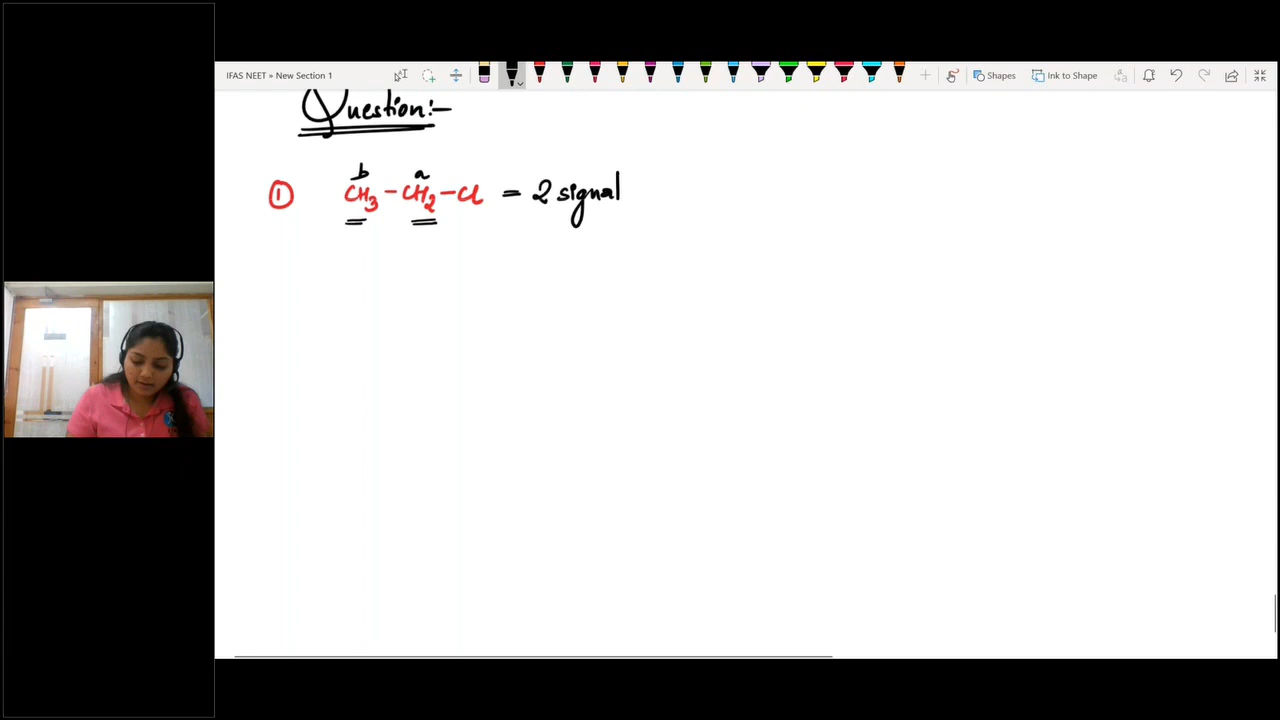 IFAS NEET » New Section 1
Shapes
Ink to Shape
Question:-
b a
① CH₃-CH₂-Cl = 2 signal